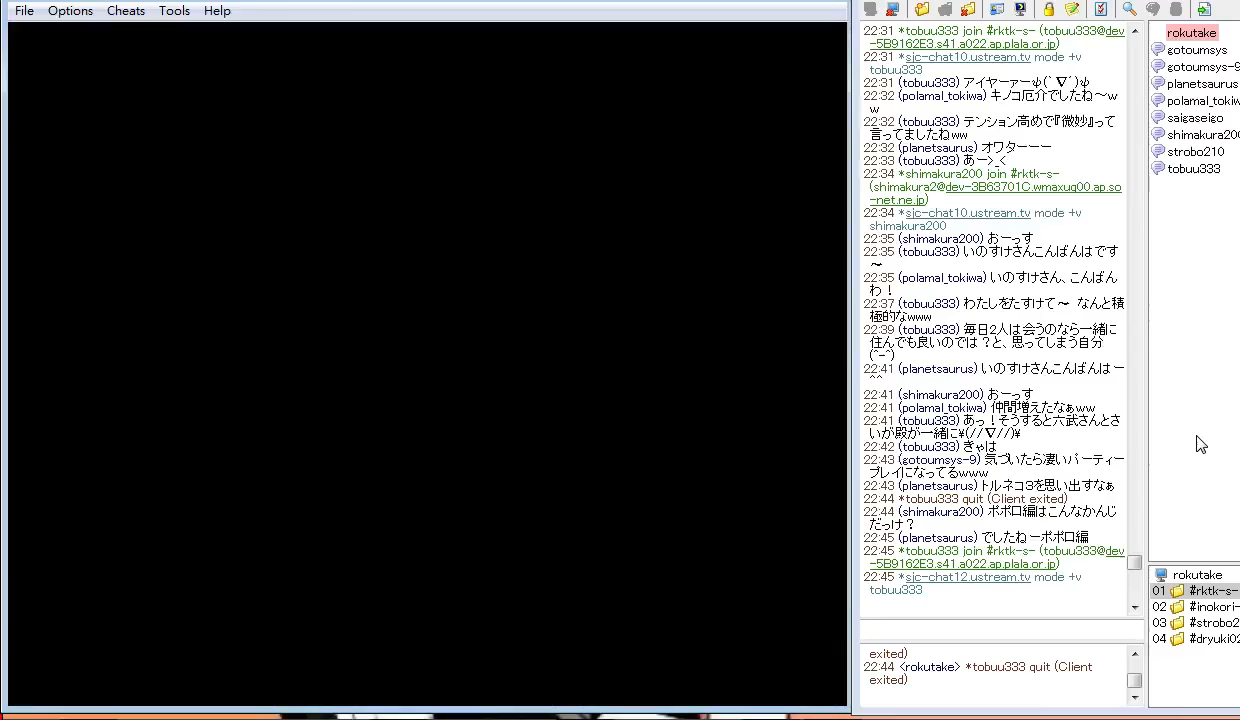 File Options Cheats Tools Help
22:31 *tobuu333 join #rktk-s- (tobuu333@dev
-5B9162E3.s41.a022.ap.plala.or.jp)
22:31 *sjc-chat10.ustream.tv mode +v
tobuu333
22:31 (tobuu333) アイヤーァーψ(`∇´)ψ
22:32 (polamal_tokiwa) キノコ厄介でしたね～w
w
22:32 (tobuu333) テンション高めで『微妙』って
言ってましたねww
22:32 (planetsaurus) オワターーー
22:33 (tobuu333) あー>_<
22:34 *shimakura200 join #rktk-s-
(shimakura2@dev-3B63701C.wmaxuq00.ap.so
-net.ne.jp)
22:34 *sjc-chat10.ustream.tv mode +v
shimakura200
22:35 (shimakura200) おーっす
22:35 (tobuu333) いのすけさんこんばんはです
～
22:35 (polamal_tokiwa) いのすけさん、こんばん
わ！
22:37 (tobuu333) わたしをたすけて～ なんと積
極的なwww
22:39 (tobuu333) 毎日2人は会うのなら一緒に
住んでも良いのでは？と、思ってしまう自分
(^-^)
22:41 (planetsaurus) いのすけさんこんばんはー
^^
22:41 (shimakura200) おーっす
22:41 (polamal_tokiwa) 仲間増えたなぁww
22:41 (tobuu333) あっ！そうすると六武さんとさ
いが殿が一緒に¥(//∇//)¥
22:42 (tobuu333) きゃは
22:43 (gotoumsys-9) 気づいたら凄いパーティー
プレイになってるwww
22:43 (planetsaurus) トルネコ3を思い出すなぁ
22:44 *tobuu333 quit (Client exited)
22:44 (shimakura200) ポポロ編はこんなかんじ
だっけ？
22:45 (planetsaurus) でしたねーポポロ編
22:45 *tobuu333 join #rktk-s- (tobuu333@dev
-5B9162E3.s41.a022.ap.plala.or.jp)
22:45 *sjc-chat12.ustream.tv mode +v
tobuu333
exited)
22:44 <rokutake> *tobuu333 quit (Client
exited)
rokutake
gotoumsys
gotoumsys-9
planetsaurus
polamal_tokiw
saigaseigo
shimakura200
strobo210
tobuu333
rokutake
01 #rktk-s-
02 #inokori-
03 #strobo2
04 #dryuki02